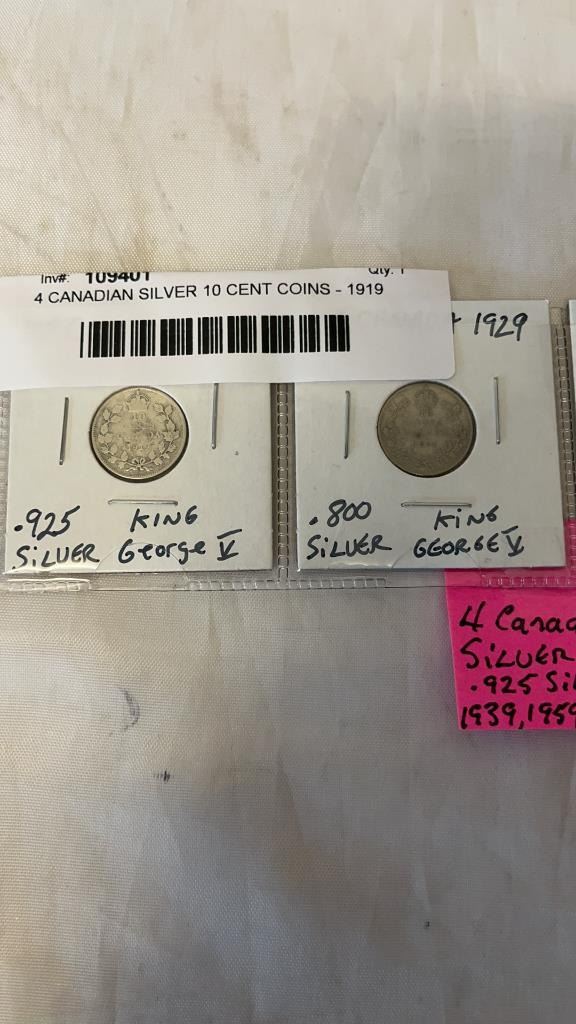 Inv#: 109401 Qty: 1
4 CANADIAN SILVER 10 CENT COINS - 1919
1929
.925 KING
SILVER George V
.800 KING
SILVER GEORGE V
4 Canad
SILVER
.925 Sil
1939, 1959